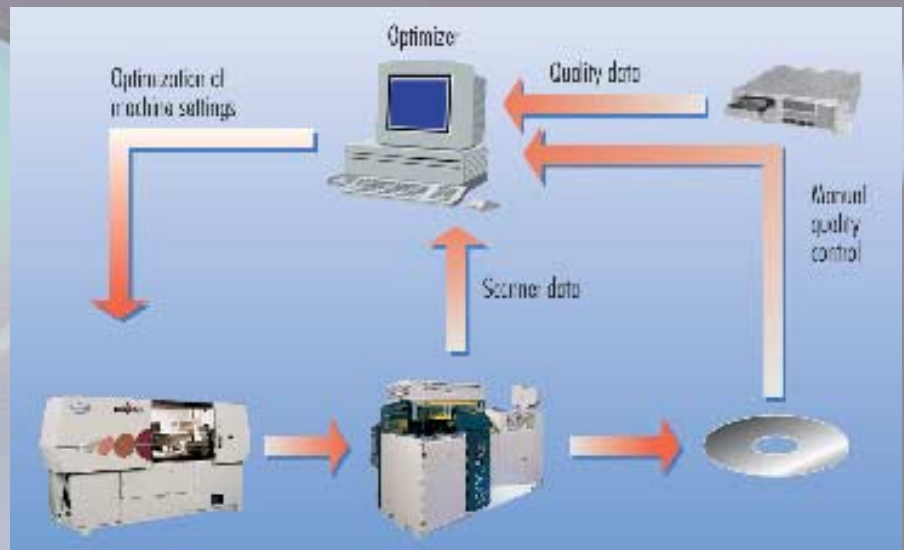 Optimizer
Optimization of
machine settings
Quality data
Manual
quality
control
Scanner data